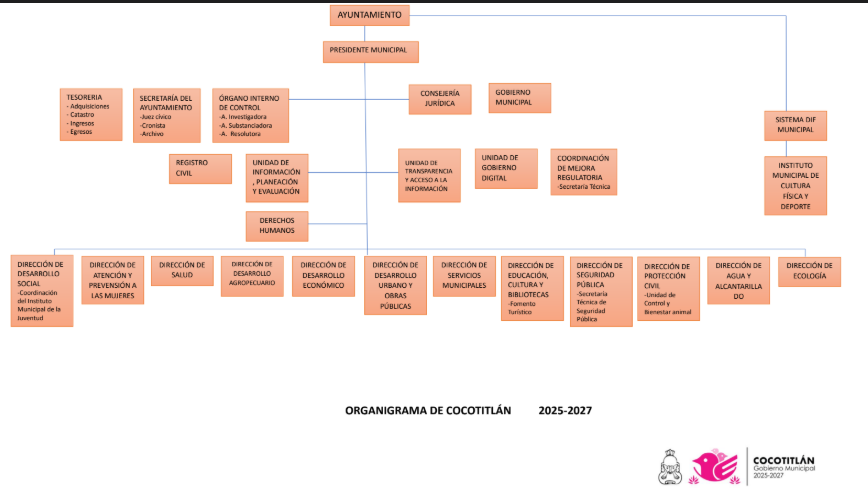 AYUNTAMIENTO
PRESIDENTE MUNICIPAL
TESORERIA
- Adquisiciones
- Catastro
- Ingresos
- Egresos
SECRETARÍA DEL
AYUNTAMIENTO
-Juez cívico
-Cronista
-Archivo
ÓRGANO INTERNO
DE CONTROL
-A. Investigadora
-A. Substanciadora
-A. Resolutora
CONSEJERÍA
JURÍDICA
GOBIERNO
MUNICIPAL
SISTEMA DIF
MUNICIPAL
REGISTRO
CIVIL
UNIDAD DE
INFORMACIÓN
, PLANEACIÓN
Y EVALUACIÓN
UNIDAD DE
TRANSPARENCIA
Y ACCESO A LA
INFORMACIÓN
UNIDAD DE
GOBIERNO
DIGITAL
COORDINACIÓN
DE MEJORA
REGULATORIA
-Secretaría Técnica
INSTITUTO
MUNICIPAL DE
CULTURA
FÍSICA Y
DEPORTE
DERECHOS
HUMANOS
DIRECCIÓN DE
DESARROLLO
SOCIAL
-Coordinación
del Instituto
Municipal de la
Juventud
DIRECCIÓN DE
ATENCIÓN Y
PREVENSIÓN A
LAS MUJERES
DIRECCIÓN DE
SALUD
DIRECCIÓN DE
DESARROLLO
AGROPECUARIO
DIRECCIÓN DE
DESARROLLO
ECONÓMICO
DIRECCIÓN DE
DESARROLLO
URBANO Y
OBRAS
PÚBLICAS
DIRECCIÓN DE
SERVICIOS
MUNICIPALES
DIRECCIÓN DE
EDUCACIÓN,
CULTURA Y
BIBLIOTECAS
-Fomento
Turístico
DIRECCIÓN DE
SEGURIDAD
PÚBLICA
-Secretaría
Técnica de
Seguridad
Pública
DIRECCIÓN DE
PROTECCIÓN
CIVIL
-Unidad de
Control y
Bienestar animal
DIRECCIÓN DE
AGUA Y
ALCANTARILLA
DO
DIRECCIÓN DE
ECOLOGÍA
ORGANIGRAMA DE COCOTITLÁN 2025-2027
COCOTITLÁN
Gobierno Municipal
2025-2027